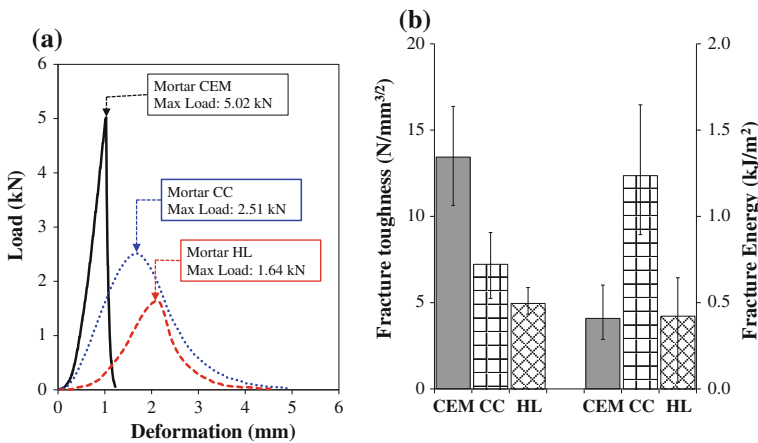 (a)
6
5
4
3
2
1
0
Load (kN)
Mortar CEM
Max Load: 5.02 kN
Mortar CC
Max Load: 2.51 kN
Mortar HL
Max Load: 1.64 kN
0 1 2 3 4 5 6
Deformation (mm)
(b)
20
15
10
5
0
Fracture toughness (N/mm³/²)
2.0
1.5
1.0
0.5
0.0
Fracture Energy (kJ/m²)
CEM CC HL CEM CC HL